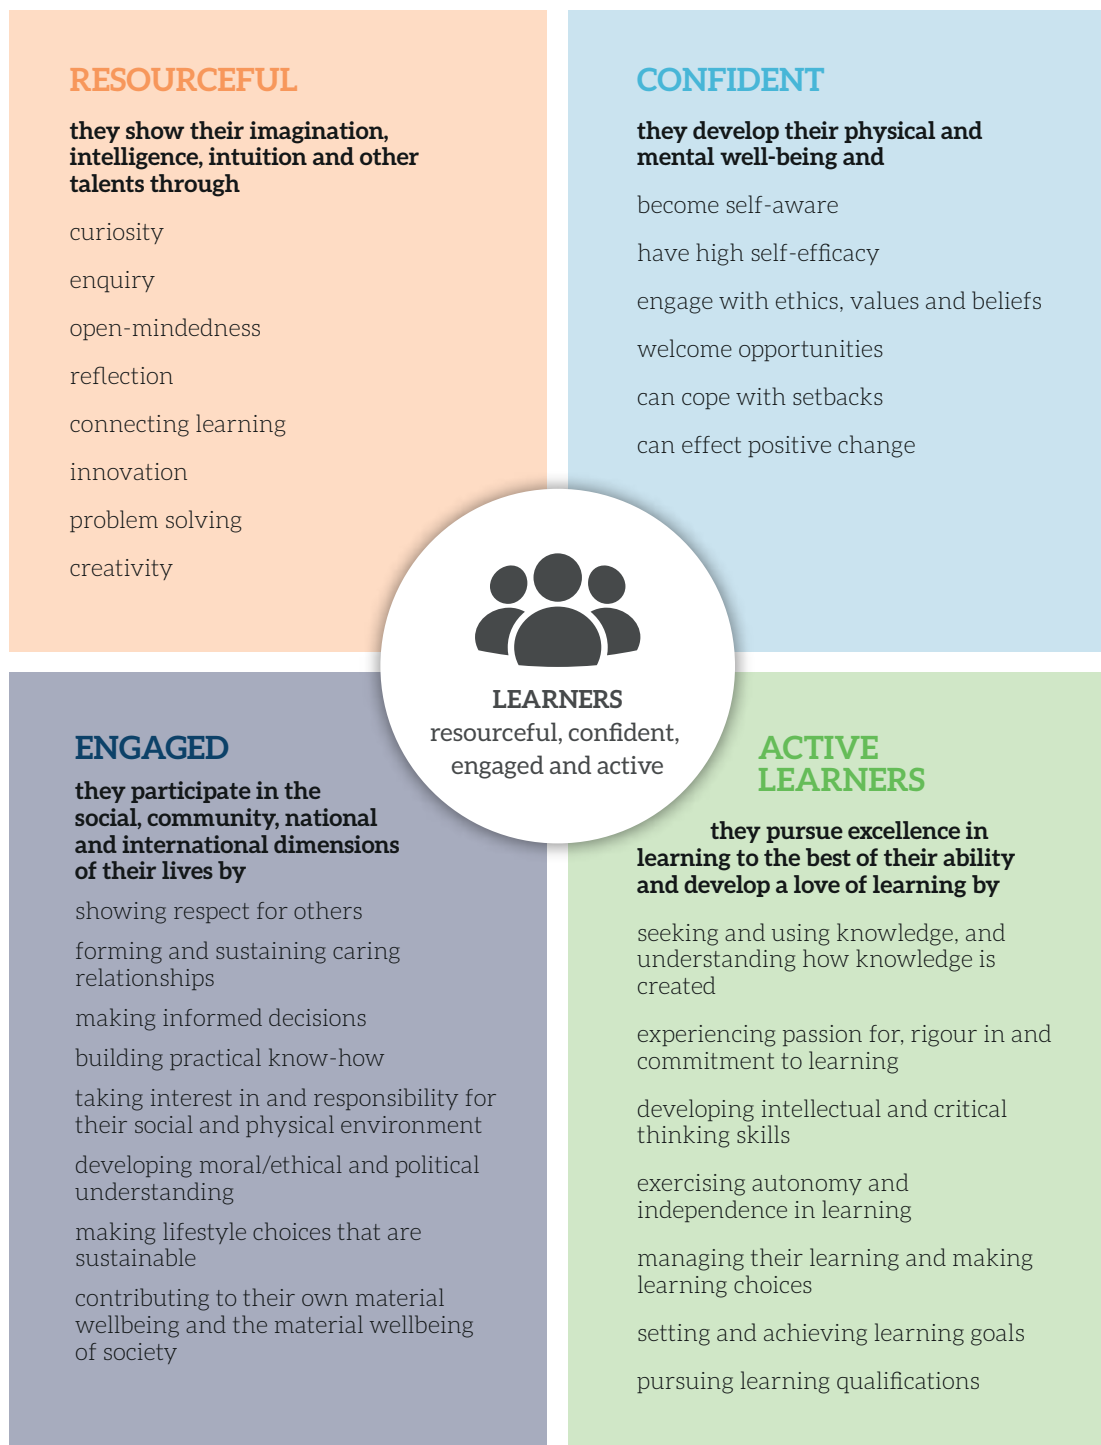 RESOURCEFUL
they show their imagination,
intelligence, intuition and other
talents through
curiosity
enquiry
open-mindedness
reflection
connecting learning
innovation
problem solving
creativity
CONFIDENT
they develop their physical and
mental well-being and
become self-aware
have high self-efficacy
engage with ethics, values and beliefs
welcome opportunities
can cope with setbacks
can effect positive change
LEARNERS
resourceful, confident,
engaged and active
ENGAGED
they participate in the
social, community, national
and international dimensions
of their lives by
showing respect for others
forming and sustaining caring
relationships
making informed decisions
building practical know-how
taking interest in and responsibility for
their social and physical environment
developing moral/ethical and political
understanding
making lifestyle choices that are
sustainable
contributing to their own material
wellbeing and the material wellbeing
of society
ACTIVE
LEARNERS
they pursue excellence in
learning to the best of their ability
and develop a love of learning by
seeking and using knowledge, and
understanding how knowledge is
created
experiencing passion for, rigour in and
commitment to learning
developing intellectual and critical
thinking skills
exercising autonomy and
independence in learning
managing their learning and making
learning choices
setting and achieving learning goals
pursuing learning qualifications